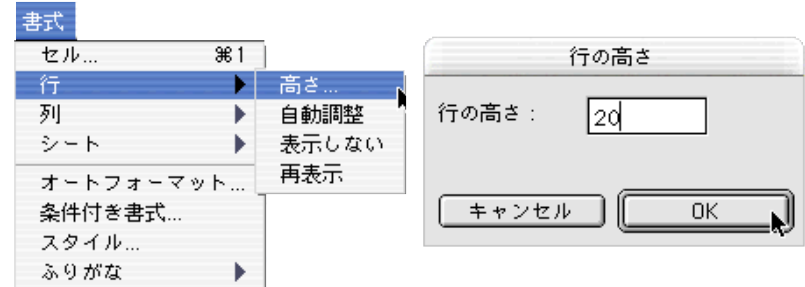 書式
セル... ⌘1
行
列
シート
オートフォーマット...
条件付き書式...
スタイル...
ふりがな
高さ...
自動調整
表示しない
再表示
行の高さ
行の高さ： 20
キャンセル OK